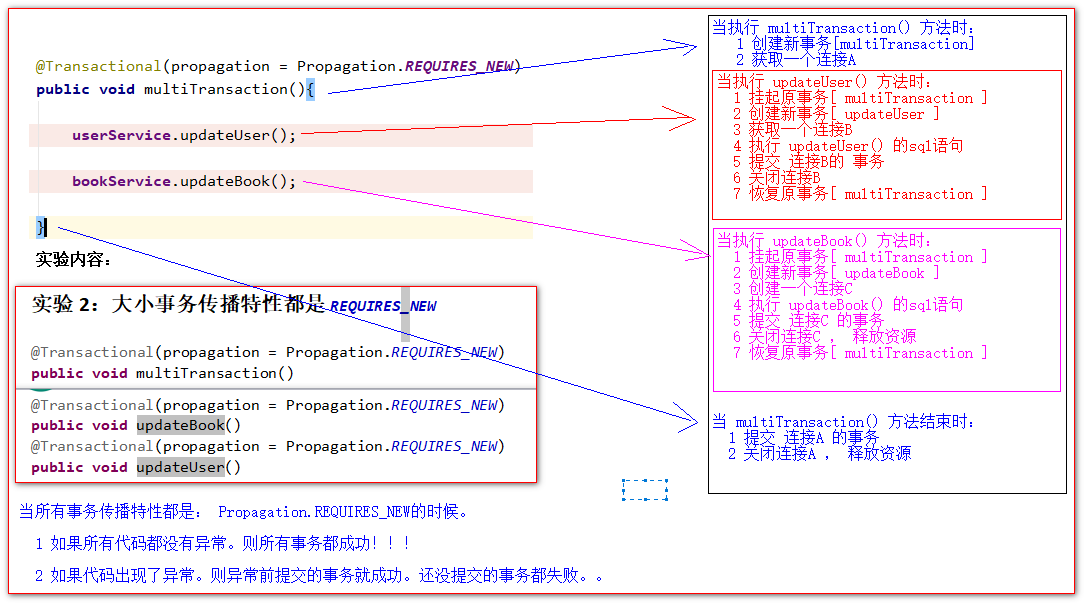 @Transactional(propagation = Propagation.REQUIRES_NEW)
public void multiTransaction(){
userService.updateUser();
bookService.updateBook();
}
实验内容:
实验 2：大小事务传播特性都是 REQUIRES_NEW
@Transactional(propagation = Propagation.REQUIRES_NEW)
public void multiTransaction()
@Transactional(propagation = Propagation.REQUIRES_NEW)
public void updateBook()
@Transactional(propagation = Propagation.REQUIRES_NEW)
public void updateUser()
当所有事务传播特性都是： Propagation.REQUIRES_NEW的时候。
1 如果所有代码都没有异常。则所有事务都成功！！！
2 如果代码出现了异常。则异常前提交的事务就成功。还没提交的事务都失败。。
当执行 multiTransaction() 方法时：
1 创建新事务[multiTransaction]
2 获取一个连接A
当执行 updateUser() 方法时：
1 挂起原事务[ multiTransaction ]
2 创建新事务[ updateUser ]
3 获取一个连接B
4 执行 updateUser() 的sql语句
5 提交 连接B的 事务
6 关闭连接B
7 恢复原事务[ multiTransaction ]
当执行 updateBook() 方法时：
1 挂起原事务[ multiTransaction ]
2 创建新事务[ updateBook ]
3 创建一个连接C
4 执行 updateBook() 的sql语句
5 提交 连接C 的事务
6 关闭连接C ， 释放资源
7 恢复原事务[ multiTransaction ]
当 multiTransaction() 方法结束时：
1 提交 连接A 的事务
2 关闭连接A ， 释放资源